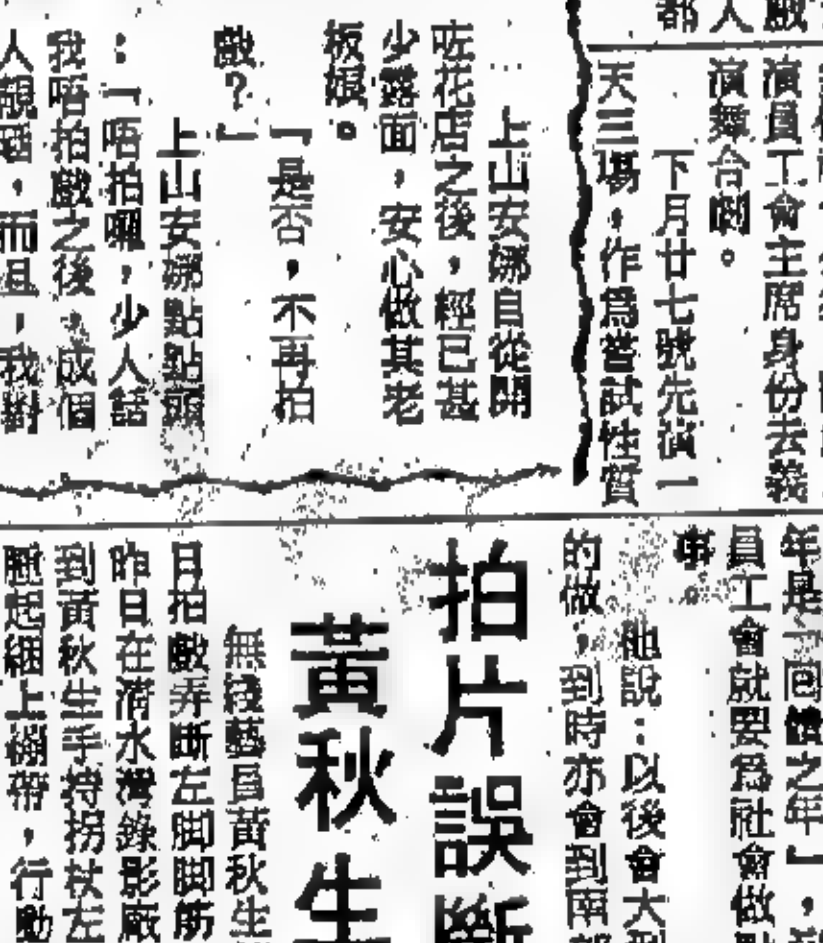 戲
人
都
演員工會主席身份去義
演舞台劇。
下月廿七號先演一
天三場，作為嘗試性質
上山安娜自從開
咗花店之後，經已甚
少露面，安心做其老
板娘。
「是否，不再拍
戲？」
上山安娜點點頭
：「唔拍囉，少人話
我唔拍戲之後，成個
人靚，而且，我對
年是「回饋之年」，
員工會就要為社會做
事。
他說：以後會大
的做，到時亦會到南
拍片誤斷
黃秋生
無綫藝員黃秋生
日拍戲弄斷左脚脚筋
昨日在清水灣錄影廠
到黃秋生手持拐杖左
起綑上綳帶，行動